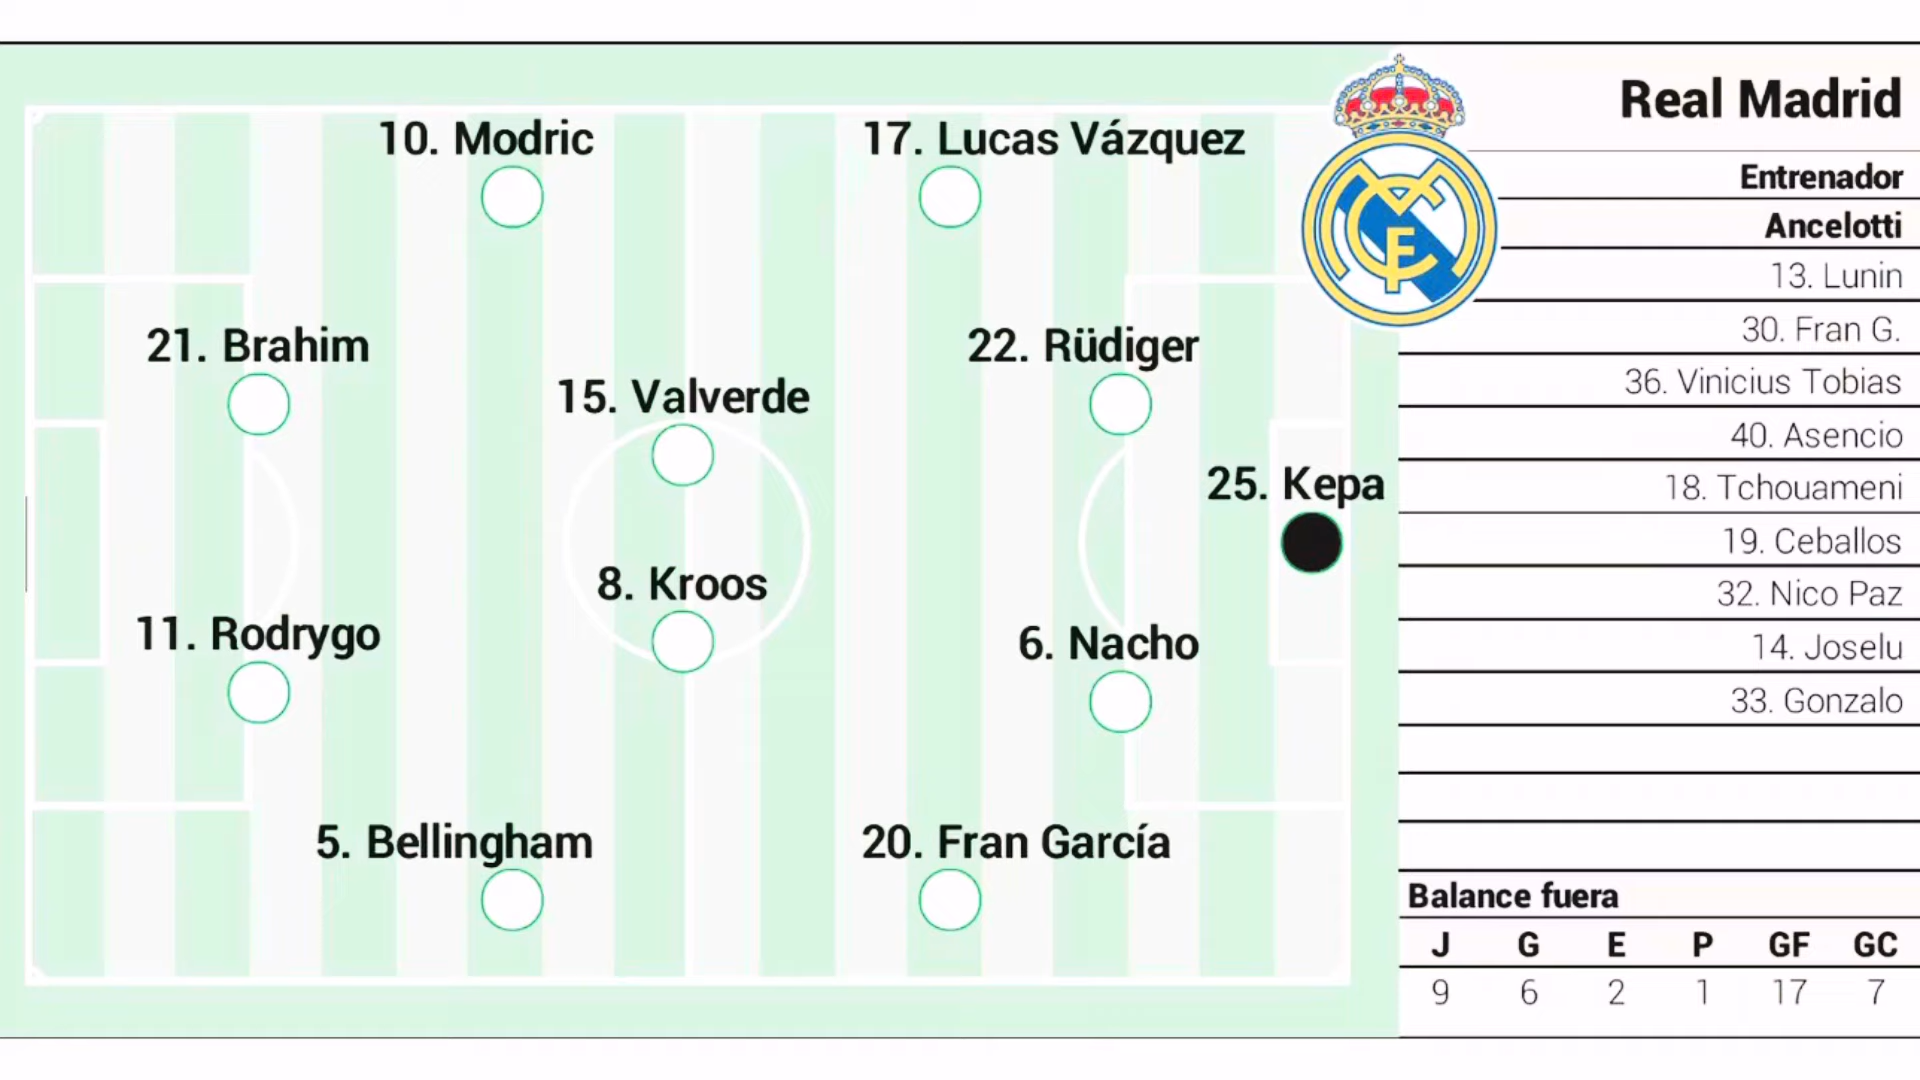 10. Modric
17. Lucas Vázquez
21. Brahim
22. Rüdiger
15. Valverde
25. Kepa
8. Kroos
11. Rodrygo
6. Nacho
5. Bellingham
20. Fran García
Real Madrid
Entrenador
Ancelotti
13. Lunin
30. Fran G.
36. Vinicius Tobias
40. Asencio
18. Tchouameni
19. Ceballos
32. Nico Paz
14. Joselu
33. Gonzalo
Balance fuera
J G E P GF GC
9 6 2 1 17 7